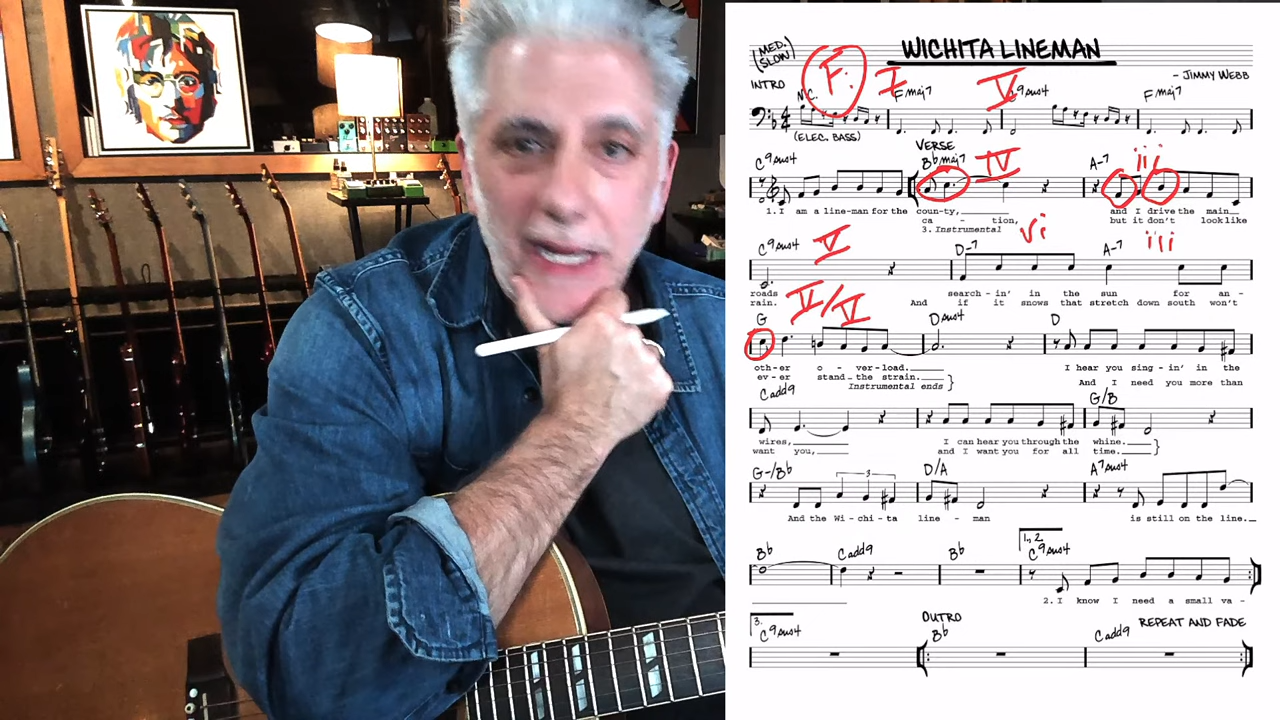 (MED. SLOW)
WICHITA LINEMAN
- JIMMY WEBB
F: I V
INTRO N.C. Fmaj7 C9sus4 Fmaj7
(ELEC. BASS)
VERSE
C9sus4 Bbmaj7 IV A-7 iii
1. I am a line-man for the coun-ty, and I drive the main
ca - tion, but it don't look like
3. Instrumental
C9sus4 V D-7 vi A-7 iii
roads search - in' in the sun for an-
rain. And if it snows that stretch down south won't
G V/V Dsus4 D
oth-er o - ver-load. I hear you sing-in' in the
ev-er stand the strain. And I need you more than
Instrumental ends }
Cadd9 G/B
wires, I can hear you through the whine. }
want you, and I want you for all time. }
G-/Bb 3 D/A A7sus4
And the Wi-chi-ta line - man is still on the line.
Bb Cadd9 Bb 1, 2. C9sus4
2. I know I need a small va -
3. C9sus4 OUTRO Bb Cadd9 REPEAT AND FADE